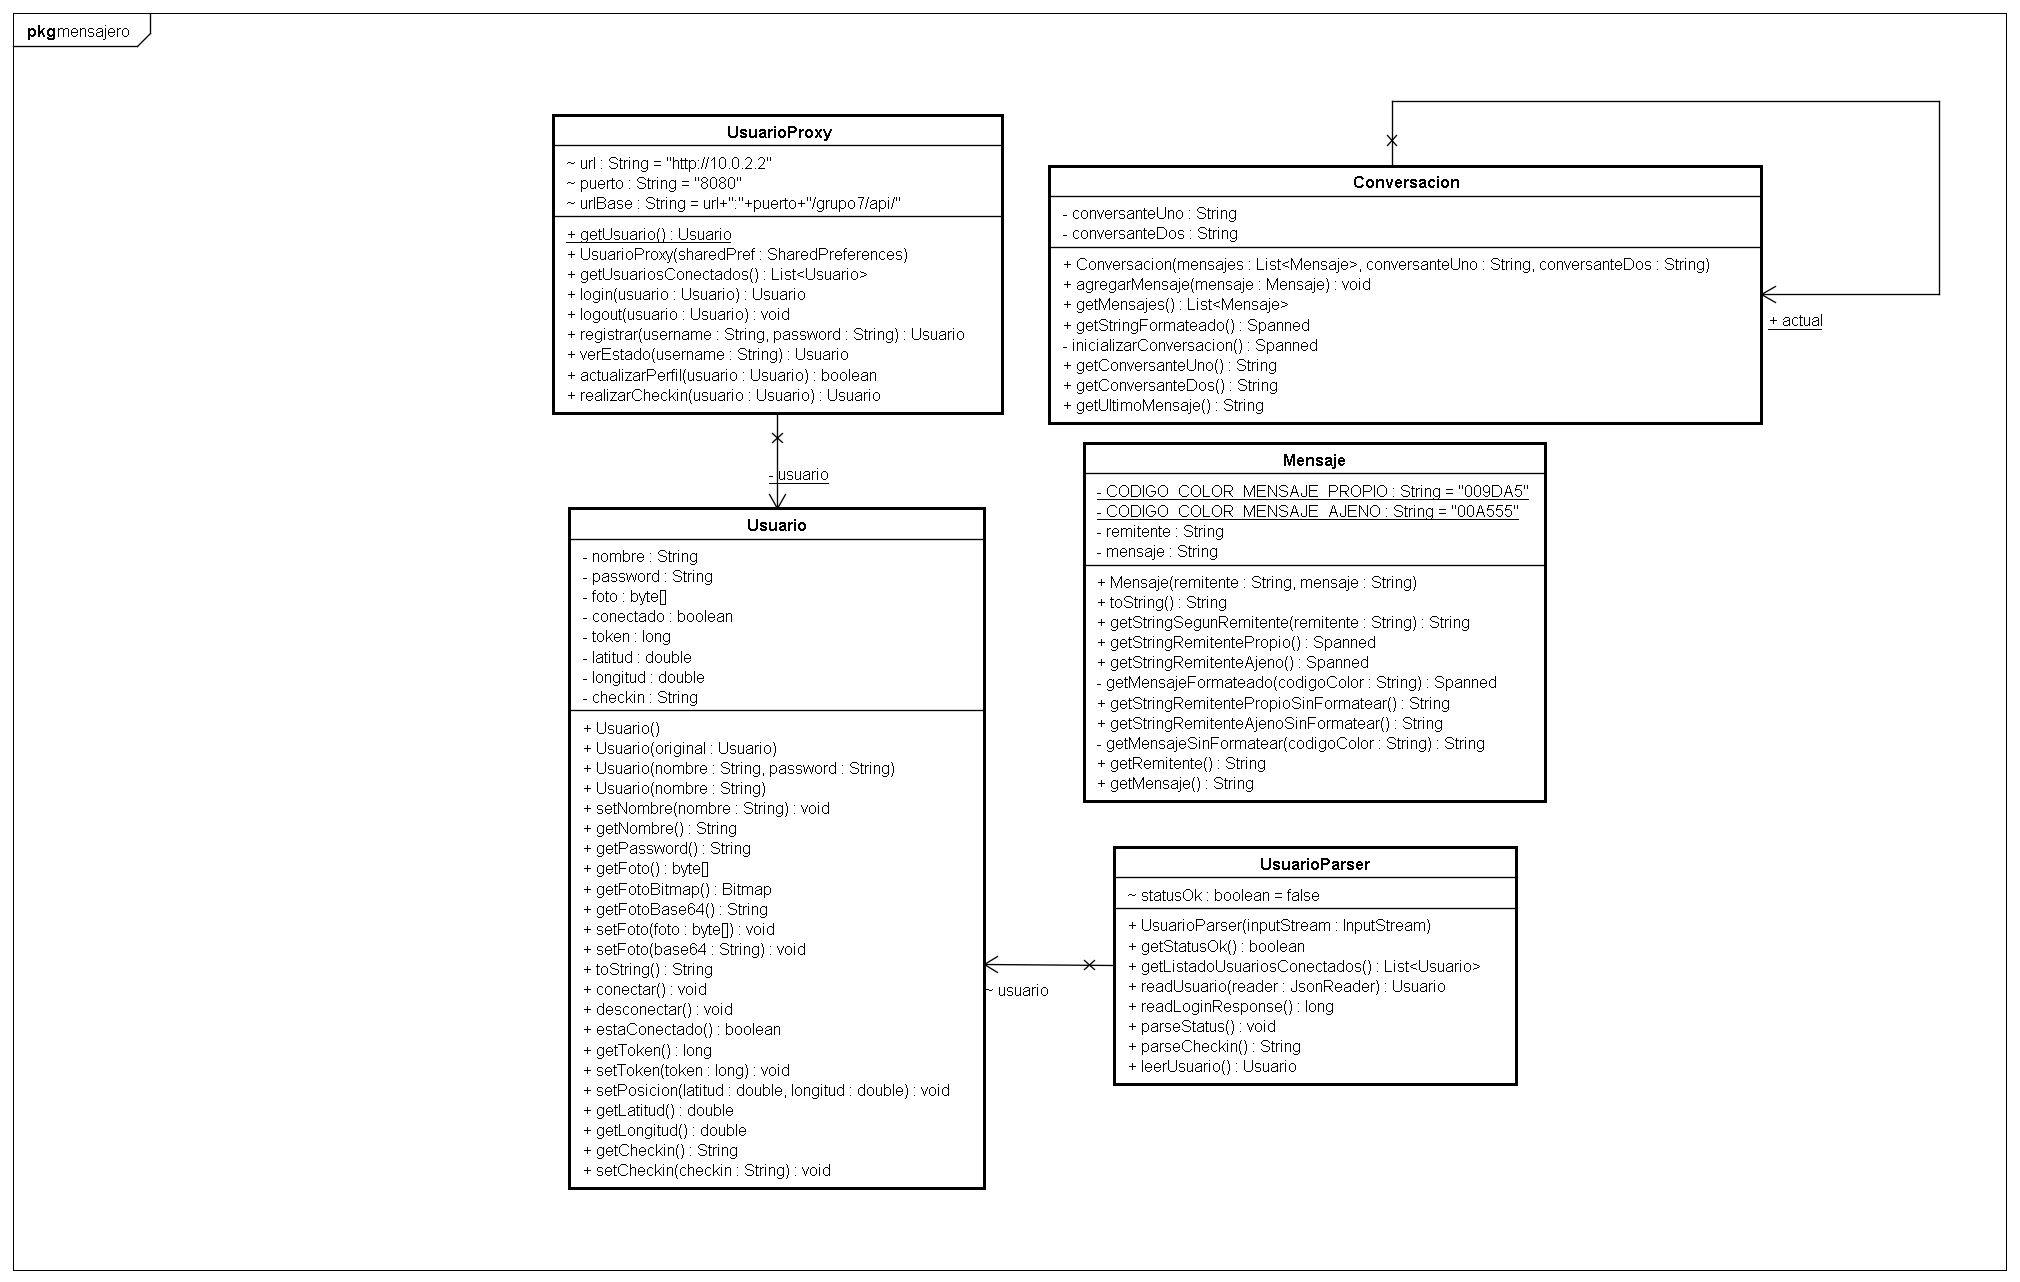 pkg mensajero
UsuarioProxy
~ url : String = "http://10.0.2.2"
~ puerto : String = "8080"
~ urlBase : String = url+":"+puerto+"/grupo7/api/"
+ getUsuario() : Usuario
+ UsuarioProxy(sharedPref : SharedPreferences)
+ getUsuariosConectados() : List<Usuario>
+ login(usuario : Usuario) : Usuario
+ logout(usuario : Usuario) : void
+ registrar(username : String, password : String) : Usuario
+ verEstado(username : String) : Usuario
+ actualizarPerfil(usuario : Usuario) : boolean
+ realizarCheckin(usuario : Usuario) : Usuario
- usuario
Conversacion
- conversanteUno : String
- conversanteDos : String
+ Conversacion(mensajes : List<Mensaje>, conversanteUno : String, conversanteDos : String)
+ agregarMensaje(mensaje : Mensaje) : void
+ getMensajes() : List<Mensaje>
+ getStringFormateado() : Spanned
- inicializarConversacion() : Spanned
+ getConversanteUno() : String
+ getConversanteDos() : String
+ getUltimoMensaje() : String
+ actual
Mensaje
- CODIGO_COLOR_MENSAJE_PROPIO : String = "009DA5"
- CODIGO_COLOR_MENSAJE_AJENO : String = "00A555"
- remitente : String
- mensaje : String
+ Mensaje(remitente : String, mensaje : String)
+ toString() : String
+ getStringSegunRemitente(remitente : String) : String
+ getStringRemitentePropio() : Spanned
+ getStringRemitenteAjeno() : Spanned
- getMensajeFormateado(codigoColor : String) : Spanned
+ getStringRemitentePropioSinFormatear() : String
+ getStringRemitenteAjenoSinFormatear() : String
- getMensajeSinFormatear(codigoColor : String) : String
+ getRemitente() : String
+ getMensaje() : String
Usuario
- nombre : String
- password : String
- foto : byte[]
- conectado : boolean
- token : long
- latitud : double
- longitud : double
- checkin : String
+ Usuario()
+ Usuario(original : Usuario)
+ Usuario(nombre : String, password : String)
+ Usuario(nombre : String)
+ setNombre(nombre : String) : void
+ getNombre() : String
+ getPassword() : String
+ getFoto() : byte[]
+ getFotoBitmap() : Bitmap
+ getFotoBase64() : String
+ setFoto(foto : byte[]) : void
+ setFoto(base64 : String) : void
+ toString() : String
+ conectar() : void
+ desconectar() : void
+ estaConectado() : boolean
+ getToken() : long
+ setToken(token : long) : void
+ setPosicion(latitud : double, longitud : double) : void
+ getLatitud() : double
+ getLongitud() : double
+ getCheckin() : String
+ setCheckin(checkin : String) : void
~ usuario
UsuarioParser
~ statusOk : boolean = false
+ UsuarioParser(inputStream : InputStream)
+ getStatusOk() : boolean
+ getListadoUsuariosConectados() : List<Usuario>
+ readUsuario(reader : JsonReader) : Usuario
+ readLoginResponse() : long
+ parseStatus() : void
+ parseCheckin() : String
+ leerUsuario() : Usuario